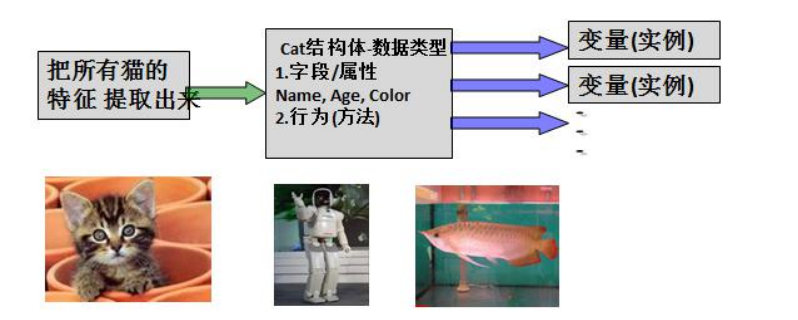 把所有猫的
特征 提取出来
Cat结构体-数据类型
1.字段/属性
Name, Age, Color
2.行为(方法)
变量(实例)
变量(实例)